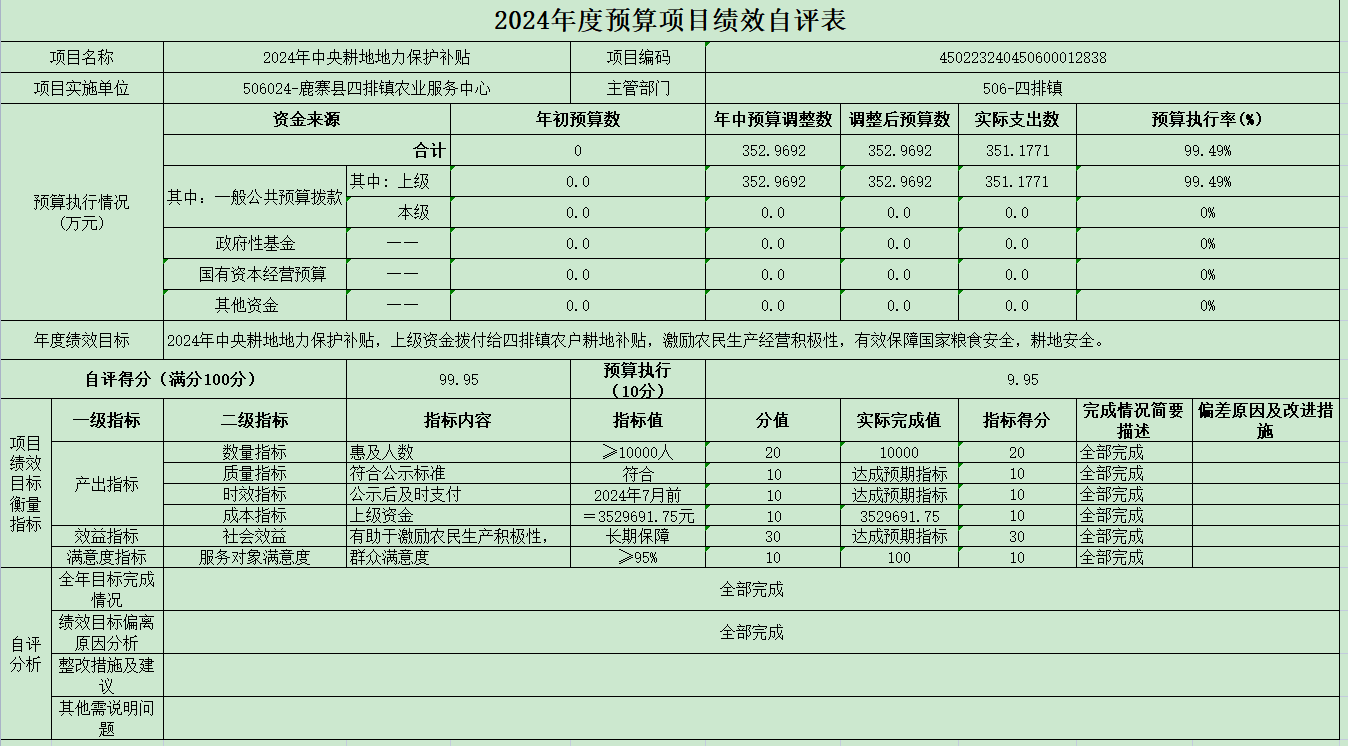 2024年度预算项目绩效自评表
项目名称 2024年中央耕地地力保护补贴 项目编码 450223240450600012838
项目实施单位 506024-鹿寨县四排镇农业服务中心 主管部门 506-四排镇
预算执行情况(万元) 资金来源 年初预算数 年中预算调整数 调整后预算数 实际支出数 预算执行率(%)
合计 0 352.9692 352.9692 351.1771 99.49%
其中：一般公共预算拨款 其中：上级 0.0 352.9692 352.9692 351.1771 99.49%
本级 0.0 0.0 0.0 0.0 0%
政府性基金 —— 0.0 0.0 0.0 0.0 0%
国有资本经营预算 —— 0.0 0.0 0.0 0.0 0%
其他资金 —— 0.0 0.0 0.0 0.0 0%
年度绩效目标 2024年中央耕地地力保护补贴，上级资金拨付给四排镇农户耕地补贴，激励农民生产经营积极性，有效保障国家粮食安全，耕地安全。
自评得分（满分100分） 99.95 预算执行（10分） 9.95
项目绩效目标衡量指标 一级指标 二级指标 指标内容 指标值 分值 实际完成值 指标得分 完成情况简要描述 偏差原因及改进措施
产出指标 数量指标 惠及人数 ≥10000人 20 10000 20 全部完成
质量指标 符合公示标准 符合 10 达成预期指标 10 全部完成
时效指标 公示后及时支付 2024年7月前 10 达成预期指标 10 全部完成
成本指标 上级资金 ＝3529691.75元 10 3529691.75 10 全部完成
效益指标 社会效益 有助于激励农民生产积极性， 长期保障 30 达成预期指标 30 全部完成
满意度指标 服务对象满意度 群众满意度 ≥95% 10 100 10 全部完成
自评分析 全年目标完成情况 全部完成
绩效目标偏离原因分析 全部完成
整改措施及建议
其他需说明问题